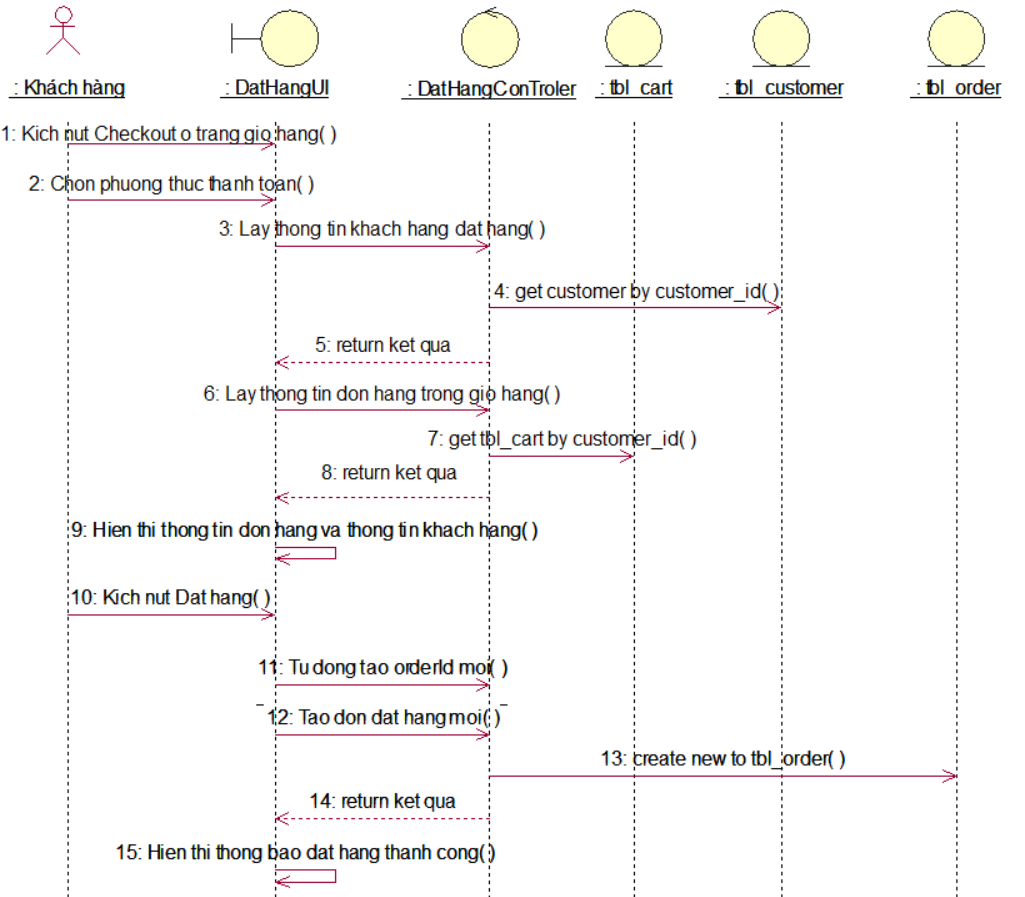 : Khách hàng
: DatHangUI
: DatHangConTroler
: tbl_cart
: tbl_customer
: tbl_order
1: Kich nut Checkout o trang gio hang( )
2: Chon phuong thuc thanh toan( )
3: Lay thong tin khach hang dat hang( )
4: get customer by customer_id( )
5: return ket qua
6: Lay thong tin don hang trong gio hang( )
7: get tbl_cart by customer_id( )
8: return ket qua
9: Hien thi thong tin don hang va thong tin khach hang( )
10: Kich nut Dat hang( )
11: Tu dong tao orderId moi( )
12: Tao don dat hang moi( )
13: create new to tbl_order( )
14: return ket qua
15: Hien thi thong bao dat hang thanh cong( )